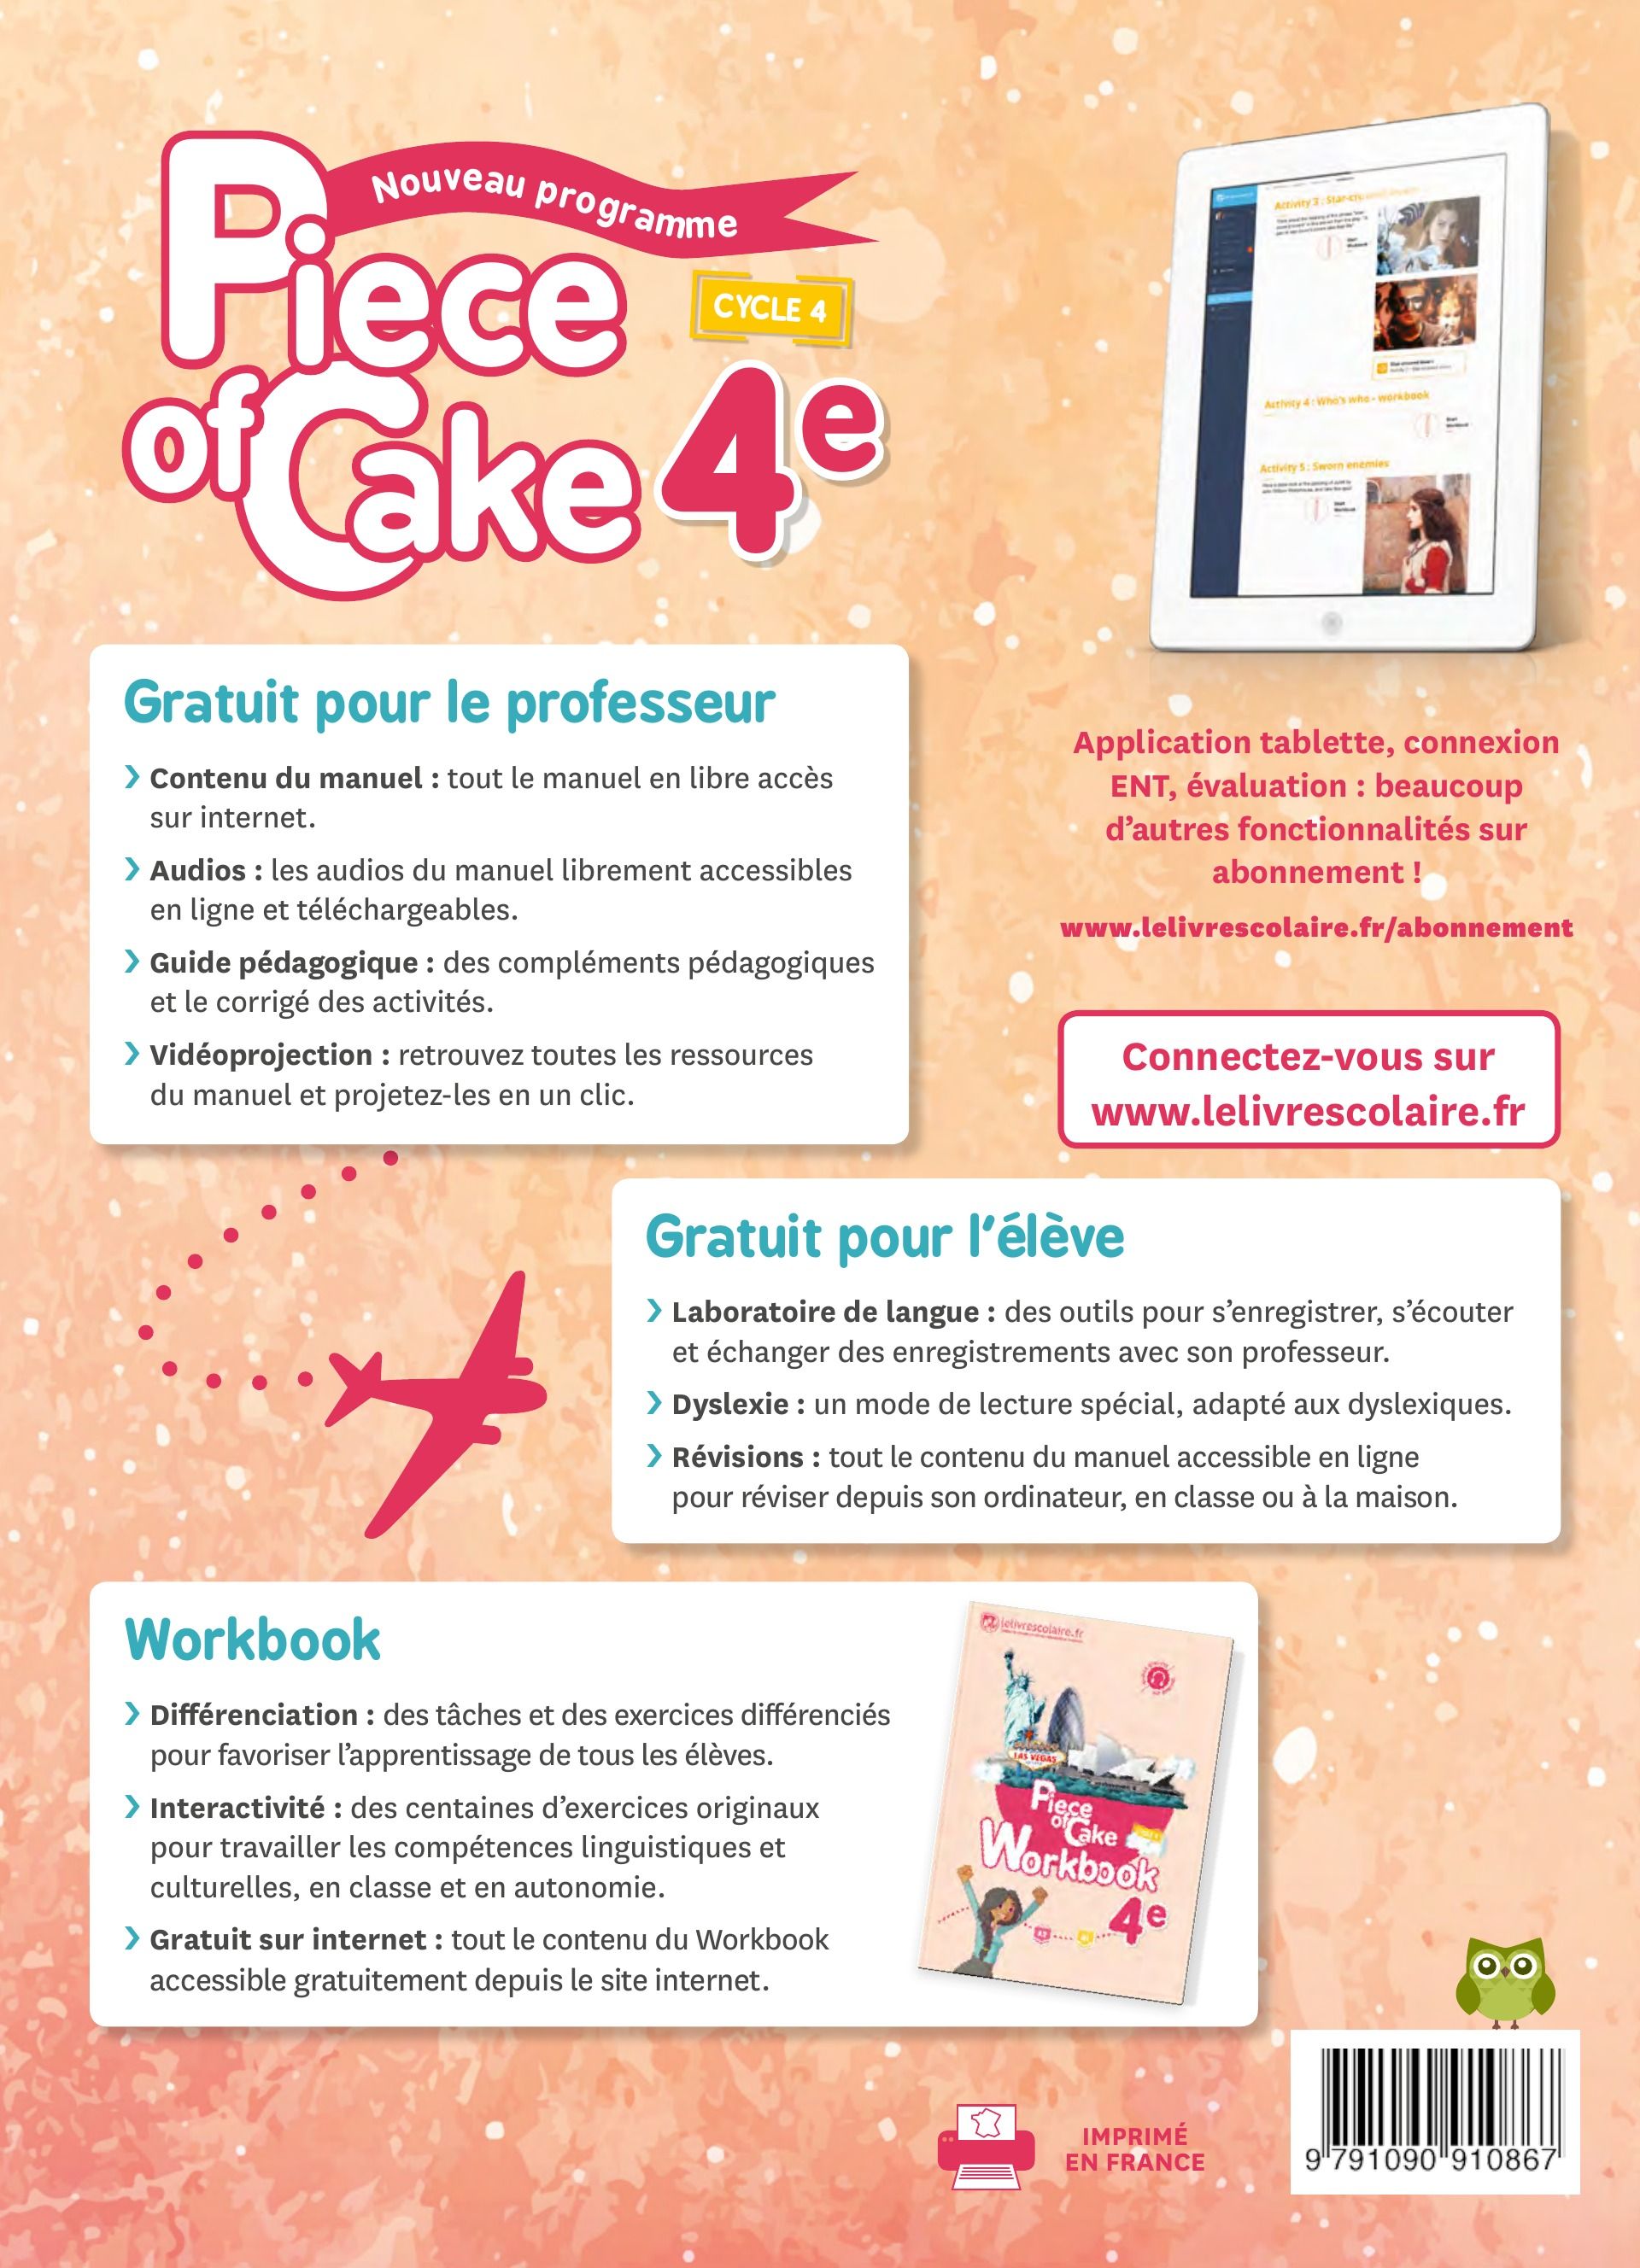 Nouveau programme
Piece
of Cake 4e
CYCLE 4
Activity 4 : Who's who - workbook
Activity 5 : Sworn enemies
Gratuit pour le professeur
Contenu du manuel : tout le manuel en libre accès
sur internet.
Audios : les audios du manuel librement accessibles
en ligne et téléchargeables.
Guide pédagogique : des compléments pédagogiques
et le corrigé des activités.
Vidéoprojection : retrouvez toutes les ressources
du manuel et projetez-les en un clic.
Application tablette, connexion
ENT, évaluation : beaucoup
d'autres fonctionnalités sur
abonnement !
www.lelivrescolaire.fr/abonnement
Connectez-vous sur
www.lelivrescolaire.fr
Gratuit pour l'élève
Laboratoire de langue : des outils pour s'enregistrer, s'écouter
et échanger des enregistrements avec son professeur.
Dyslexie : un mode de lecture spécial, adapté aux dyslexiques.
Révisions : tout le contenu du manuel accessible en ligne
pour réviser depuis son ordinateur, en classe ou à la maison.
Workbook
Différenciation : des tâches et des exercices différenciés
pour favoriser l'apprentissage de tous les élèves.
Interactivité : des centaines d'exercices originaux
pour travailler les compétences linguistiques et
culturelles, en classe et en autonomie.
Gratuit sur internet : tout le contenu du Workbook
accessible gratuitement depuis le site internet.
lelivrescolaire.fr
LAS VEGAS
Piece
of Cake
Workbook
4e
IMPRIMÉ
EN FRANCE
9 791090 910867